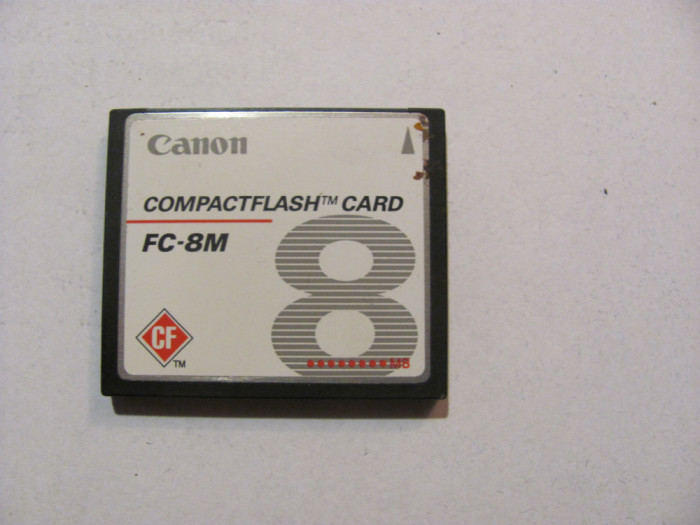 Canon
COMPACTFLASH™ CARD
FC-8M
8
CF
TM
MB